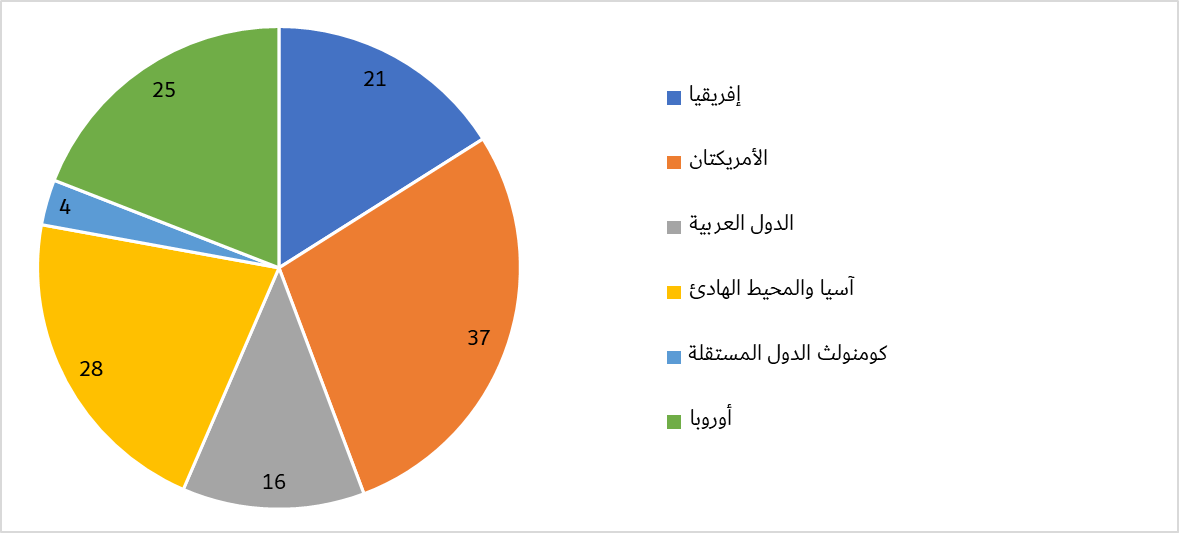 21
37
16
28
4
25
إفريقيا
الأمريكتان
الدول العربية
آسيا والمحيط الهادئ
كومنولث الدول المستقلة
أوروبا